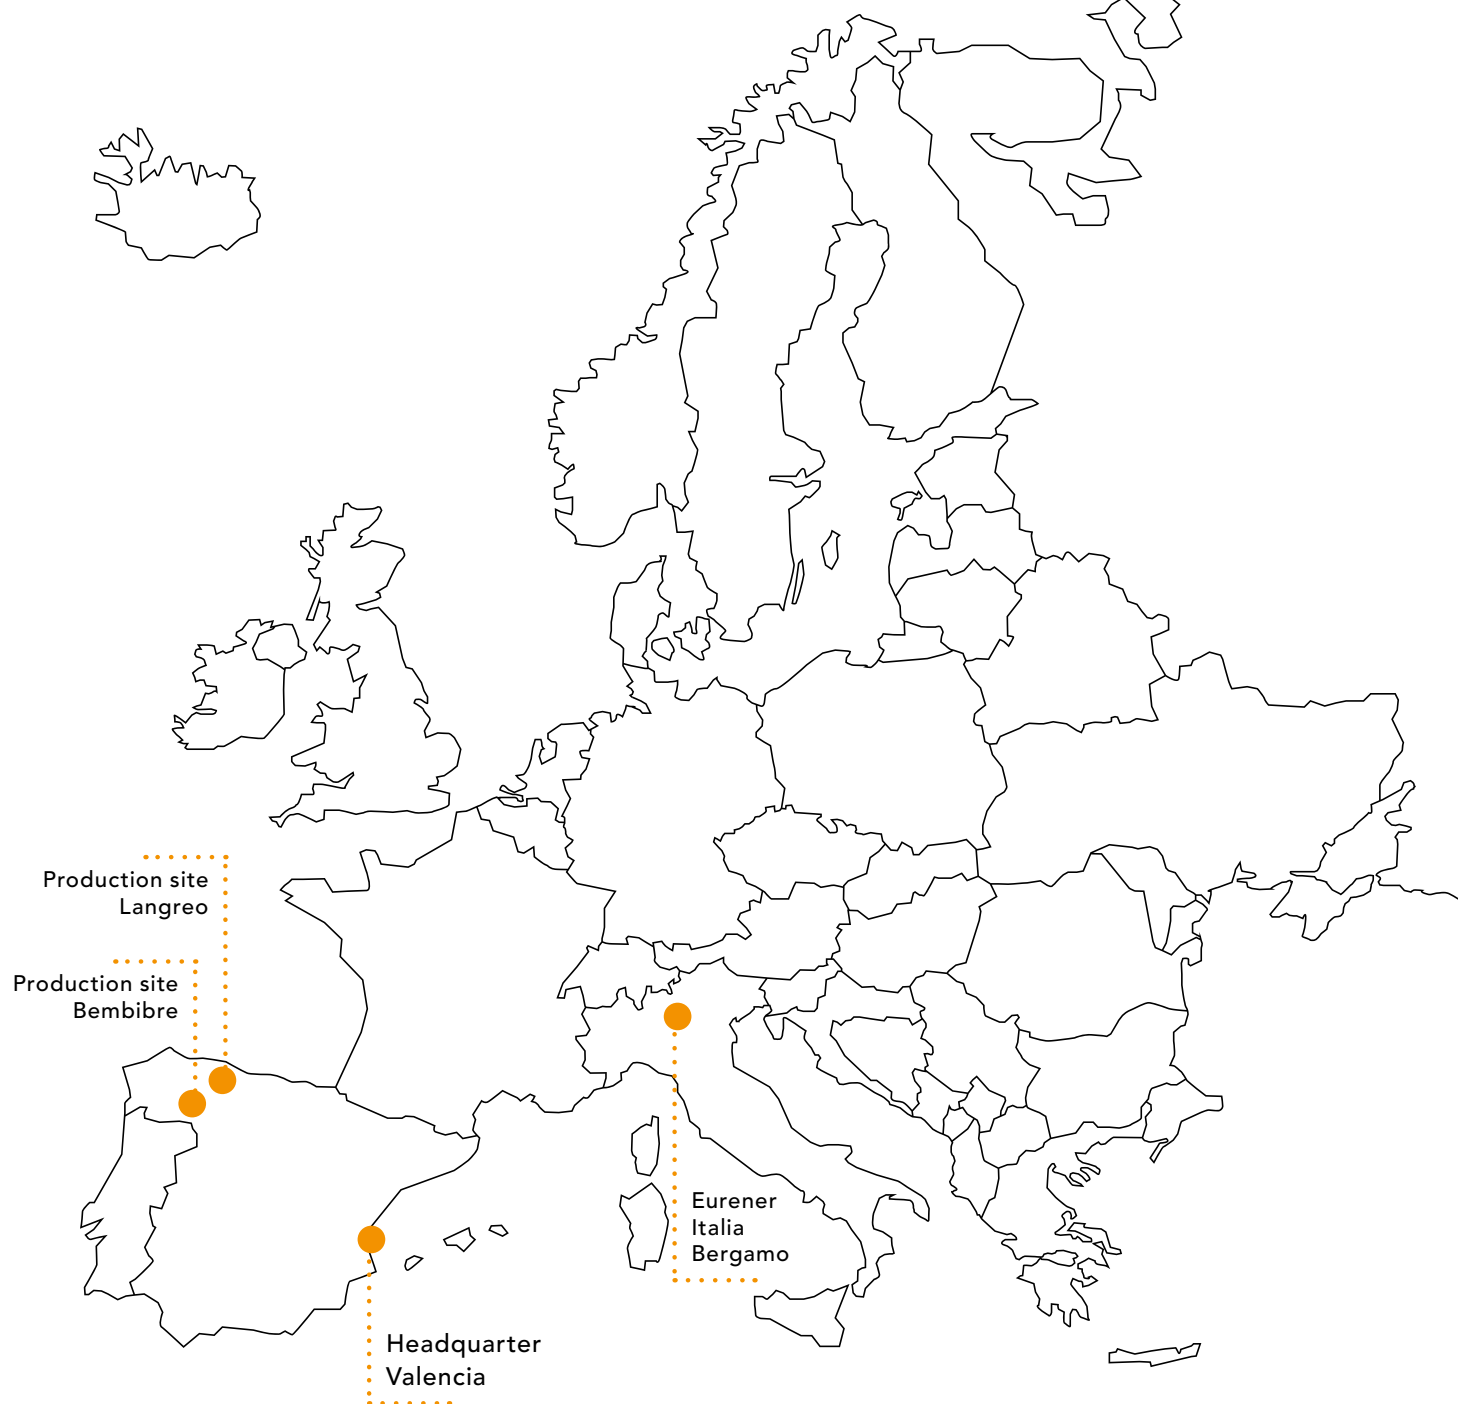 Production site
Langreo
Production site
Bembibre
Eurener
Italia
Bergamo
Headquarter
Valencia